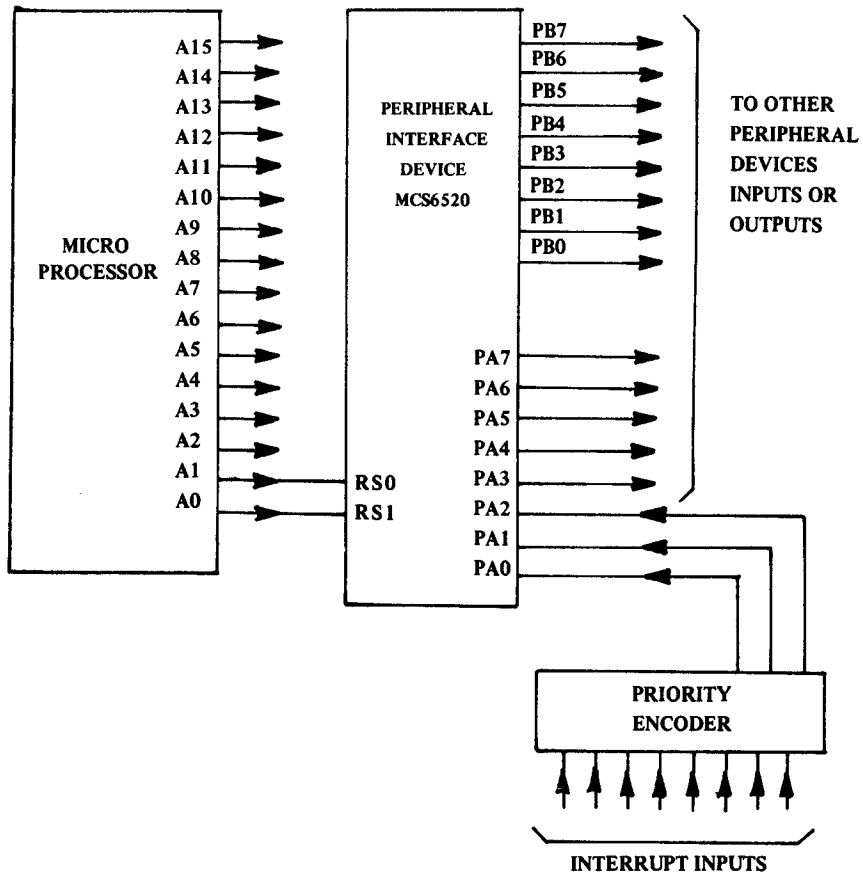 A15
A14
A13
A12
A11
A10
A9
A8
A7
A6
A5
A4
A3
A2
A1
A0
MICRO
PROCESSOR
PERIPHERAL
INTERFACE
DEVICE
MCS6520
RS0
RS1
PB7
PB6
PB5
PB4
PB3
PB2
PB1
PB0
PA7
PA6
PA5
PA4
PA3
PA2
PA1
PA0
TO OTHER
PERIPHERAL
DEVICES
INPUTS OR
OUTPUTS
PRIORITY
ENCODER
INTERRUPT INPUTS